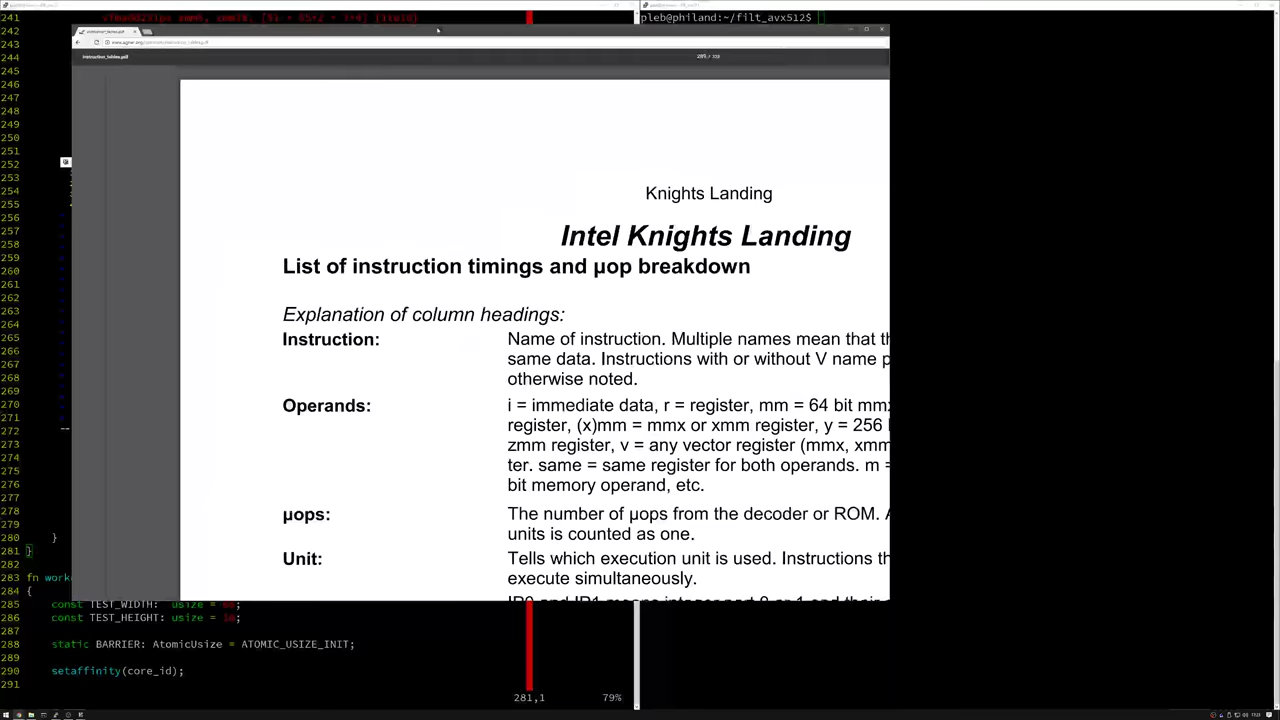 pleb@philand:~/filt_avx512$
instruction_tables.pdf
Knights Landing
Intel Knights Landing
List of instruction timings and µop breakdown
Explanation of column headings:
Instruction:
Name of instruction. Multiple names mean that th
same data. Instructions with or without V name p
otherwise noted.
Operands:
i = immediate data, r = register, mm = 64 bit mmx
register, (x)mm = mmx or xmm register, y = 256
zmm register, v = any vector register (mmx, xmm
ter. same = same register for both operands. m =
bit memory operand, etc.
µops:
The number of µops from the decoder or ROM. A
units is counted as one.
Unit:
Tells which execution unit is used. Instructions th
execute simultaneously.
241
242
243
244
245
246
247
248
249
250
251
252
253
254
255
256
257
258
259
260
261
262
263
264
265
266
267
268
269
270
271
272
273
274
275
276
277
278
279
280 }
281 }
282
283 fn work
284 {
285 const TEST_WIDTH: usize =
286 const TEST_HEIGHT: usize =
287
288 static BARRIER: AtomicUsize = ATOMIC_USIZE_INIT;
289
290 setaffinity(core_id);
291
281,1 79%